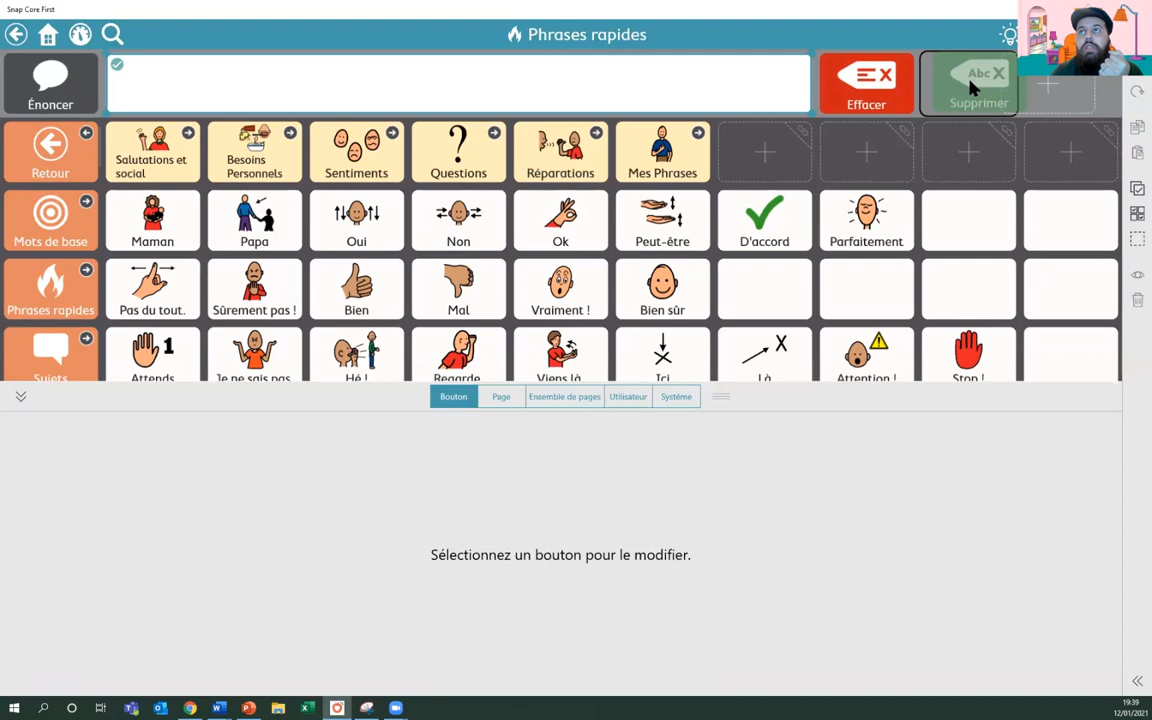 Snap Core First
Phrases rapides
Énoncer
Effacer
Abc X
Supprimer
Retour
Salutations et
social
Besoins
Personnels
Sentiments
Questions
Réparations
Mes Phrases
Mots de base
Maman
Papa
Oui
Non
Ok
Peut-être
D'accord
Parfaitement
Phrases rapides
Pas du tout.
Sûrement pas !
Bien
Mal
Vraiment !
Bien sûr
Sujets
1
Attends
Je ne sais pas
Hé !
Regarde
Viens là
Ici
X
Là
Attention !
Stop !
Bouton
Page
Ensemble de pages
Utilisateur
Système
Sélectionnez un bouton pour le modifier.
19:39
12/01/2021